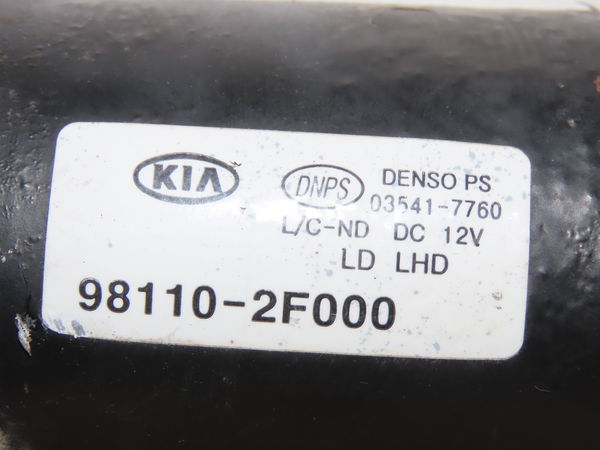 KIA DNPS DENSO PS
03541-7760
L/C-ND DC 12V
LD LHD
98110-2F000